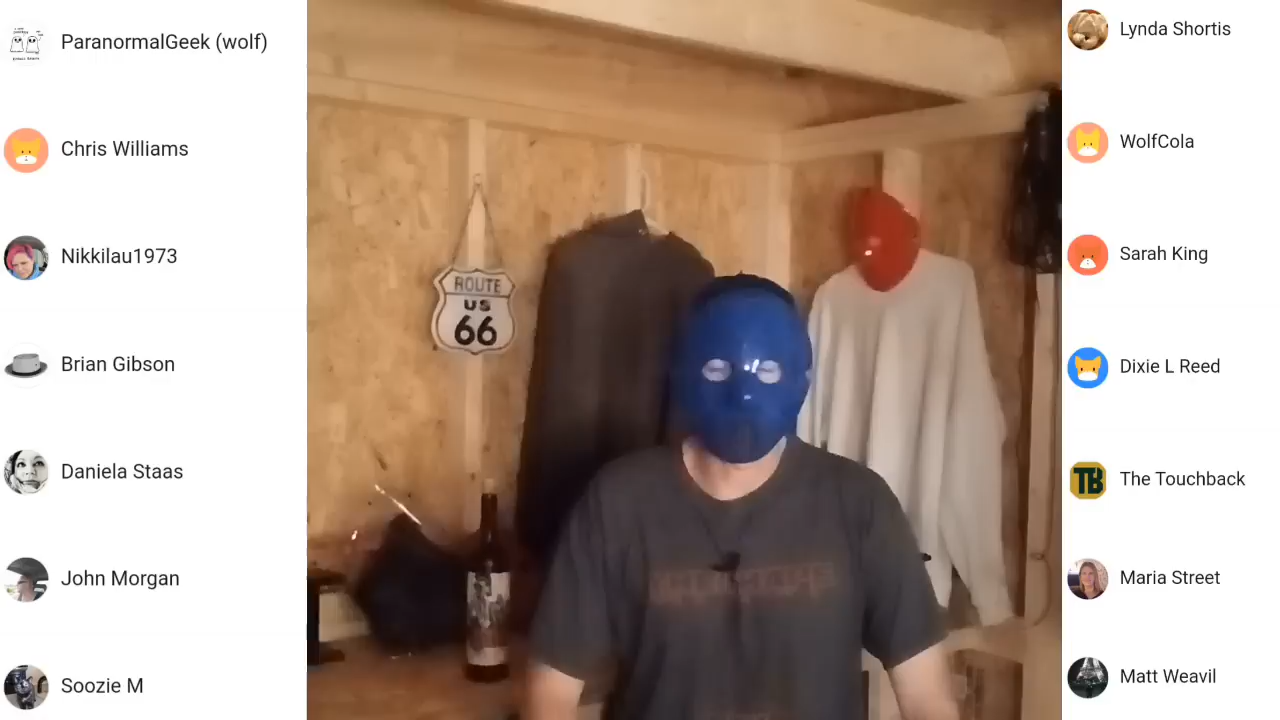 ParanormalGeek (wolf)
Chris Williams
Nikkilau1973
Brian Gibson
Daniela Staas
John Morgan
Soozie M
ROUTE
US
66
Lynda Shortis
WolfCola
Sarah King
Dixie L Reed
TB
The Touchback
Maria Street
Matt Weavil